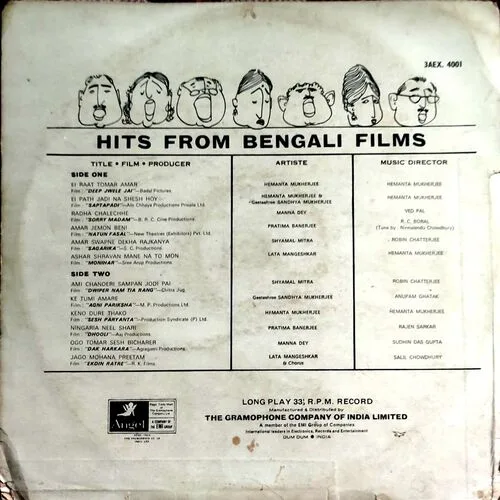 3AEX. 4001
HITS FROM BENGALI FILMS
TITLE • FILM • PRODUCER ARTISTE MUSIC DIRECTOR
SIDE ONE
EI RAAT TOMAR AMAR HEMANTA MUKHERJEE HEMANTA MUKHERJEE
Film : "DEEP JWELE JAI"—Badal Pictures.
EI PATH JADI NA SHESH HOY HEMANTA MUKHERJEE & HEMANTA MUKHERJEE
Film : "SAPTAPADI"—Alo Chhaya Productions Private Ltd. Geetashree SANDHYA MUKHERJEE
RADHA CHALECHHE MANNA DEY VED PAL
Film : "SORRY MADAM"—B. R. C. Cine Productions.
AMAR JEMON BENI PRATIMA BANERJEE R.C. BORAL
Film : "NATUN FASAL"—New Theatres (Exhibitors) Pvt. Ltd. (Tune by : Nirmalendu Chowdhury)
AMAR SWAPNE DEKHA RAJKANYA SHYAMAL MITRA ROBIN CHATTERJEE
Film : "SAGARIKA"—S. C. Productions.
ASHAR SHRAVAN MANE NA TO MON LATA MANGESHKAR HEMANTA MUKHERJEE
Film : "MONIHAR"—Sree Arup Productions.
SIDE TWO
AMI CHANDERI SAMPAN JODI PAI SHYAMAL MITRA ROBIN CHATTERJEE
Film : "DWIPER NAM TIA RANG"—Chitra Jug.
KE TUMI AMARE Geetashree SANDHYA MUKHERJEE ANUPAM GHATAK
Film : "AGNI PARIKSHA"—M. P. Productions Ltd.
KENO DURE THAKO HEMANTA MUKHERJEE HEMANTA MUKHERJEE
Film : "SESH PARYANTA"—Production Syndicate (P) Ltd.
NINGARIA NEEL SHARI PRATIMA BANERJEE RAJEN SARKAR
Film : "DHOOLI"—Productions.
OGO TOMAR SESH BICHARER MANNA DEY SUDHIN DAS GUPTA
Film : "DAK HARKARA"—Agragami Productions.
JAGO MOHANA PREETAM LATA MANGESHKAR SALIL CHOWDHURY
Film : "EKDIN RATRE"—R. K. Films. & Chorus
LONG PLAY 33⅓ R.P.M. RECORD
Manufactured & Distributed by
THE GRAMOPHONE COMPANY OF INDIA LIMITED
A member of the EMI Group of Companies
International leaders in Electronics, Records and Entertainment
DUM DUM • INDIA
Angel
A COMPANY OF
THE EMI GROUP